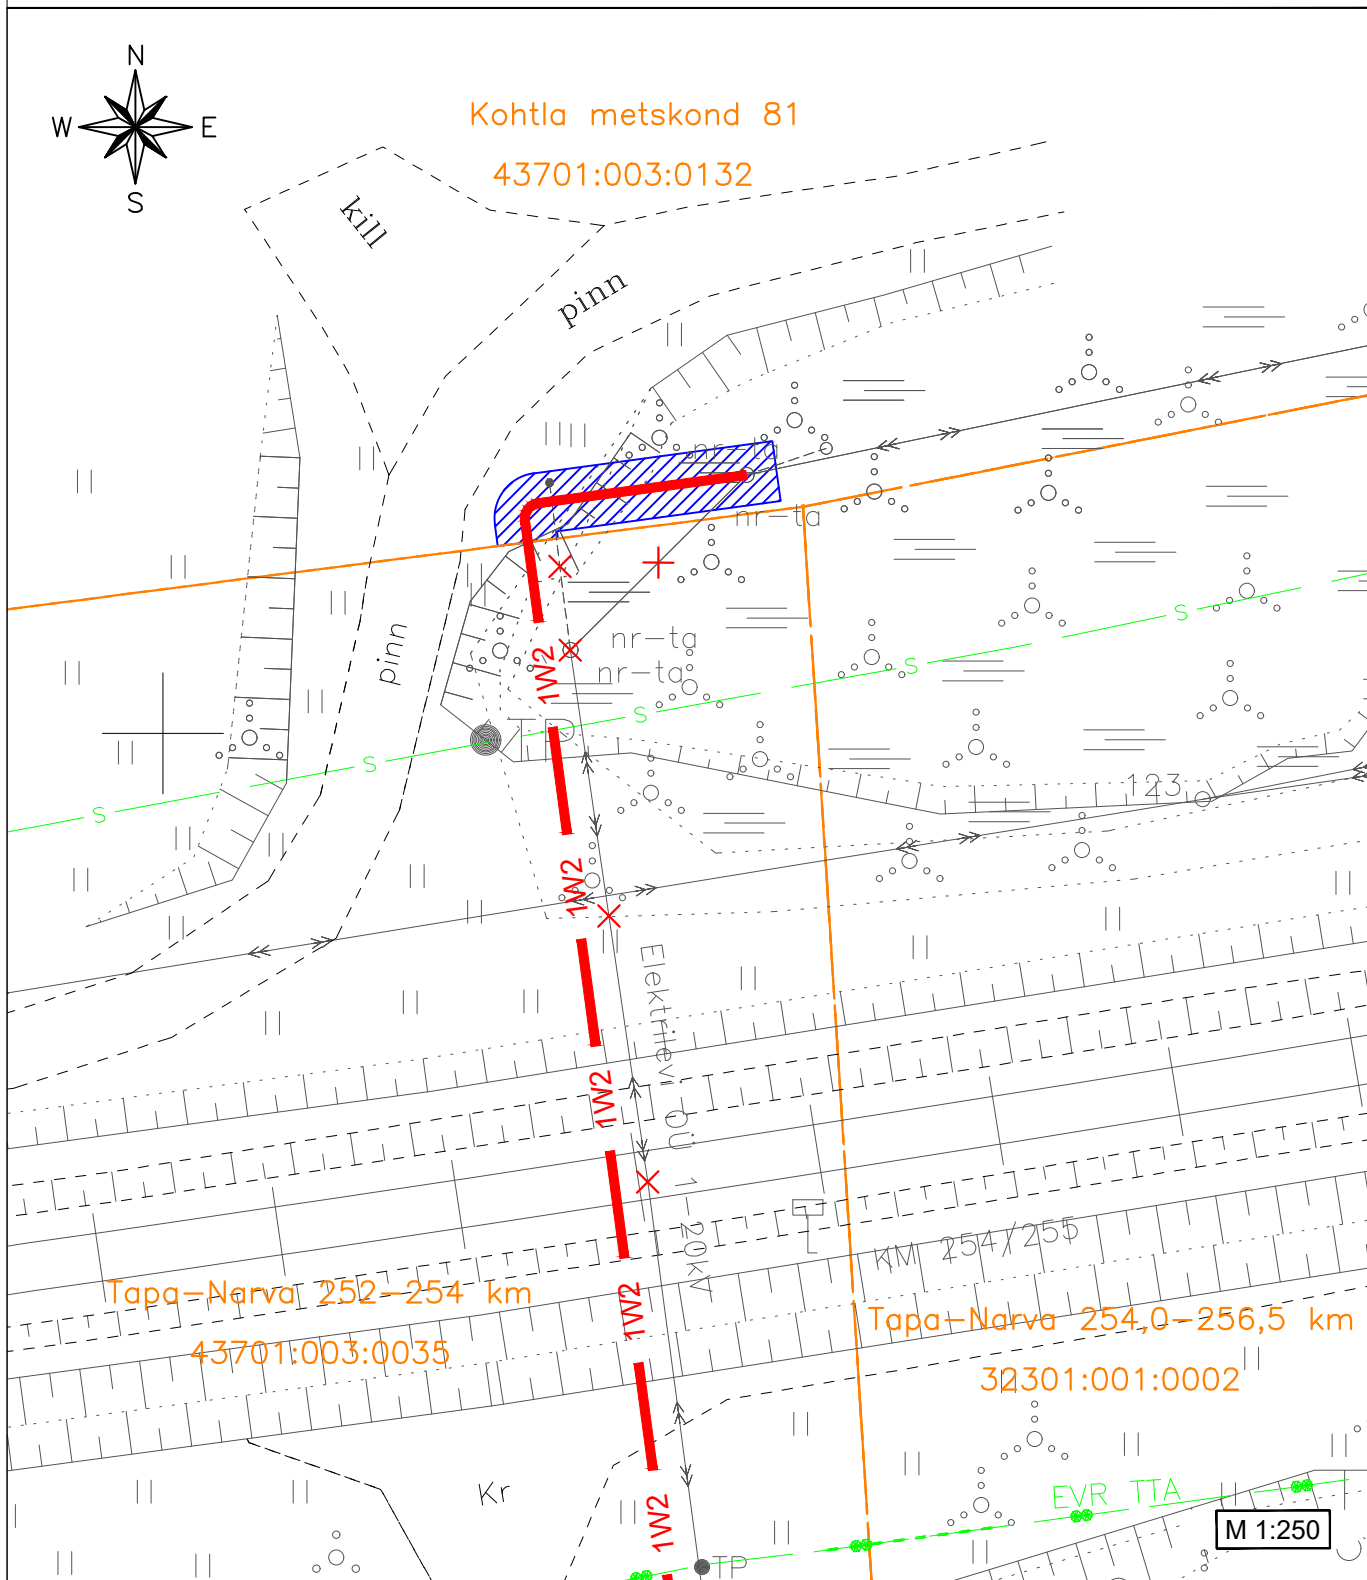 N
W E
S
Kohtla metskond 81
43701:003:0132
kill
pinn
nr-ta
nr-ta
pinn
nr-ta
nr-ta
1W2
S
S
S
TP
S
S
123
1W2
Elektrilevi OÜ 1-20kV
1W2
KM 254/255
Tapa-Narva 252-254 km
43701:003:0035
1W2
Tapa-Narva 254,0-256,5 km
32301:001:0002
Kr
EVR TTA
1W2
M 1:250
TP